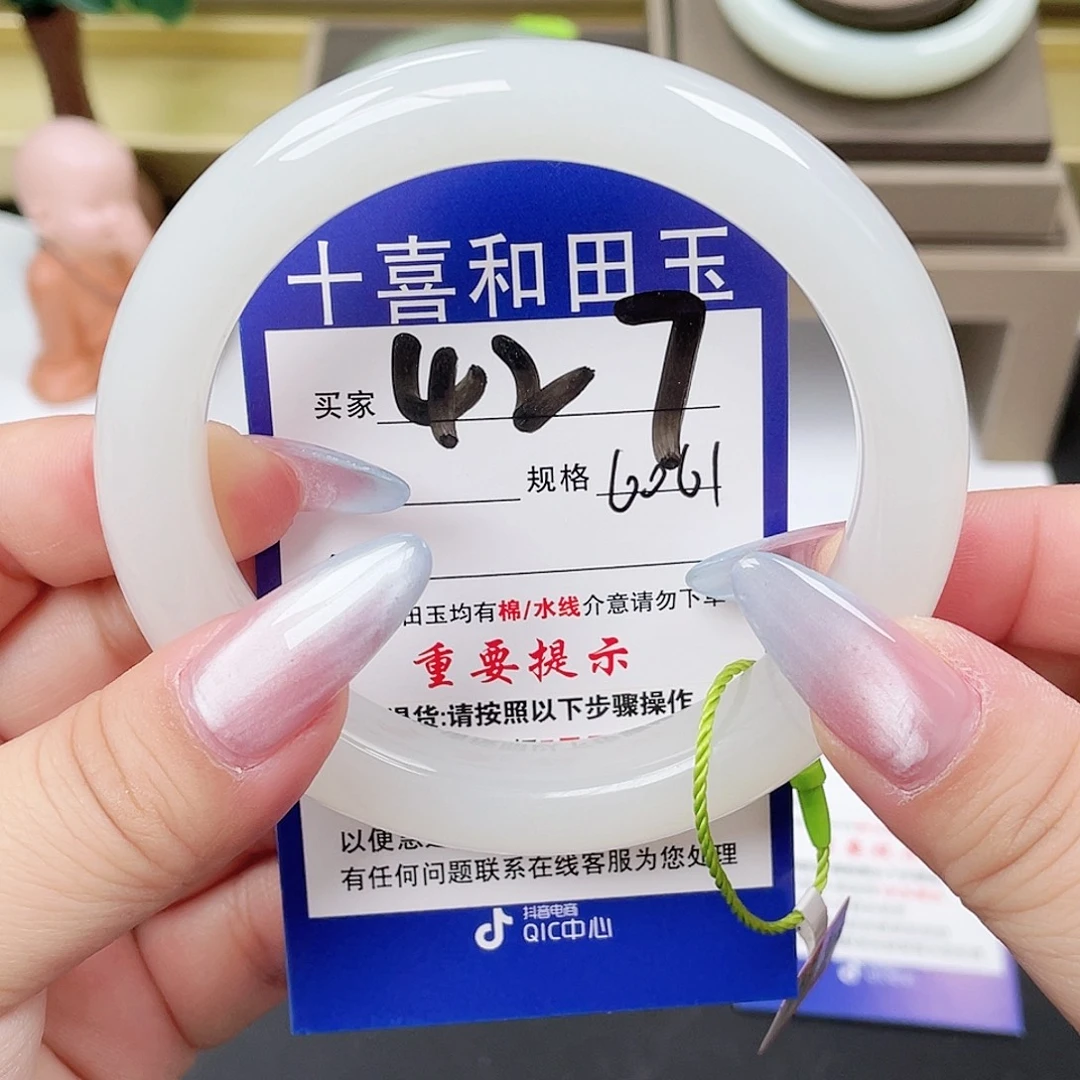 十喜和田玉
买家 427
规格 6061
田玉均有棉/水线介意请勿下单
重要提示
退货:请按照以下步骤操作
以便
有任何问题联系在线客服为您处理
抖音电商
QIC中心